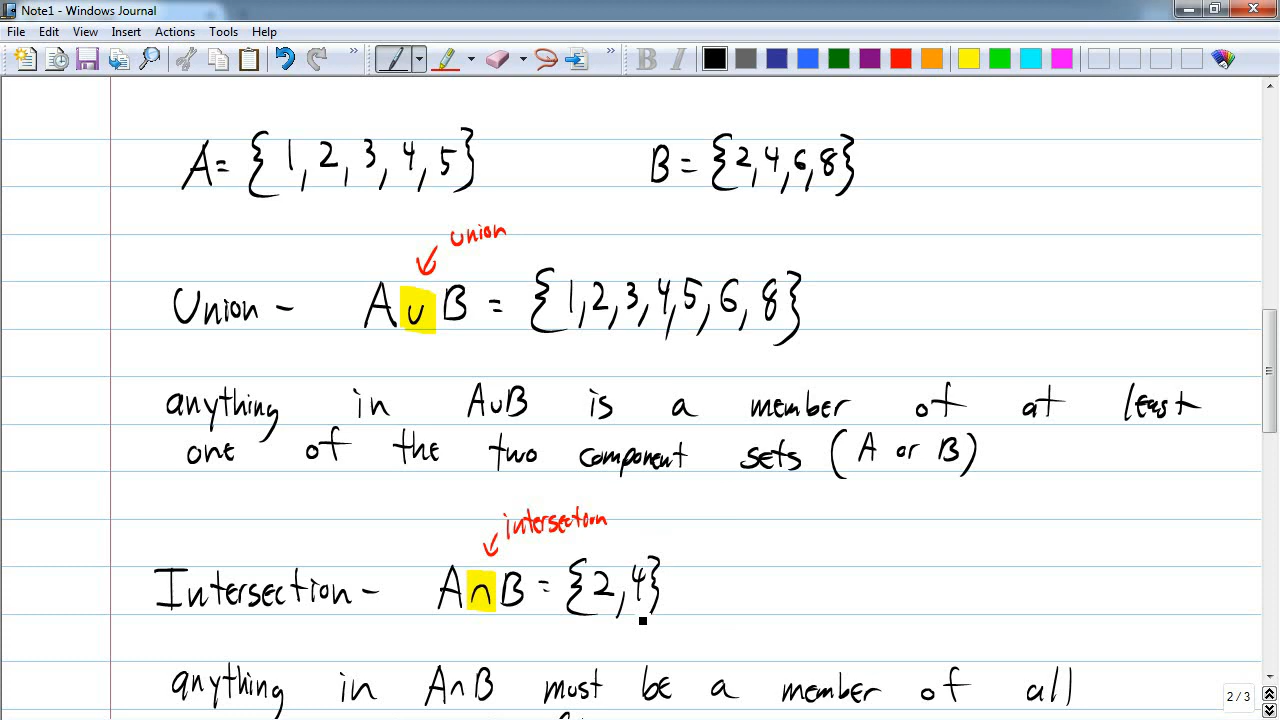 Note1 - Windows Journal
File Edit View Insert Actions Tools Help
B I
A = {1, 2, 3, 4, 5} B = {2, 4, 6, 8}
union
Union - A ∪ B = {1, 2, 3, 4, 5, 6, 8}
anything in A∪B is a member of at least
one of the two component sets (A or B)
intersection
Intersection - A ∩ B = {2, 4}
anything in A∩B must be a member of all
2 / 3